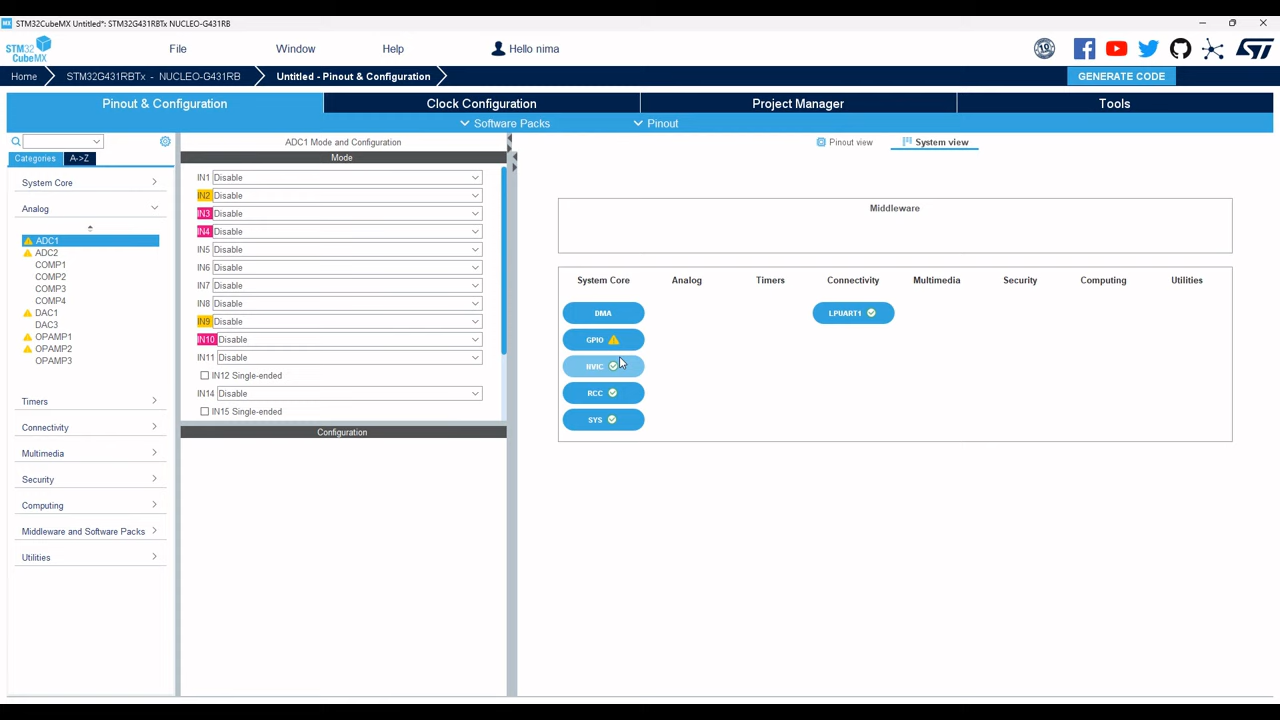 MX STM32CubeMX Untitled*: STM32G431RBTx NUCLEO-G431RB
STM32 CubeMX
File Window Help Hello nima
10
Home STM32G431RBTx - NUCLEO-G431RB Untitled - Pinout & Configuration GENERATE CODE
Pinout & Configuration Clock Configuration Project Manager Tools
Software Packs Pinout
Categories A->Z
System Core
Analog
ADC1
ADC2
COMP1
COMP2
COMP3
COMP4
DAC1
DAC3
OPAMP1
OPAMP2
OPAMP3
Timers
Connectivity
Multimedia
Security
Computing
Middleware and Software Packs
Utilities
ADC1 Mode and Configuration
Mode
IN1 Disable
IN2 Disable
IN3 Disable
IN4 Disable
IN5 Disable
IN6 Disable
IN7 Disable
IN8 Disable
IN9 Disable
IN10 Disable
IN11 Disable
IN12 Single-ended
IN14 Disable
IN15 Single-ended
Configuration
Pinout view System view
Middleware
System Core Analog Timers Connectivity Multimedia Security Computing Utilities
DMA LPUART1
GPIO
NVIC
RCC
SYS